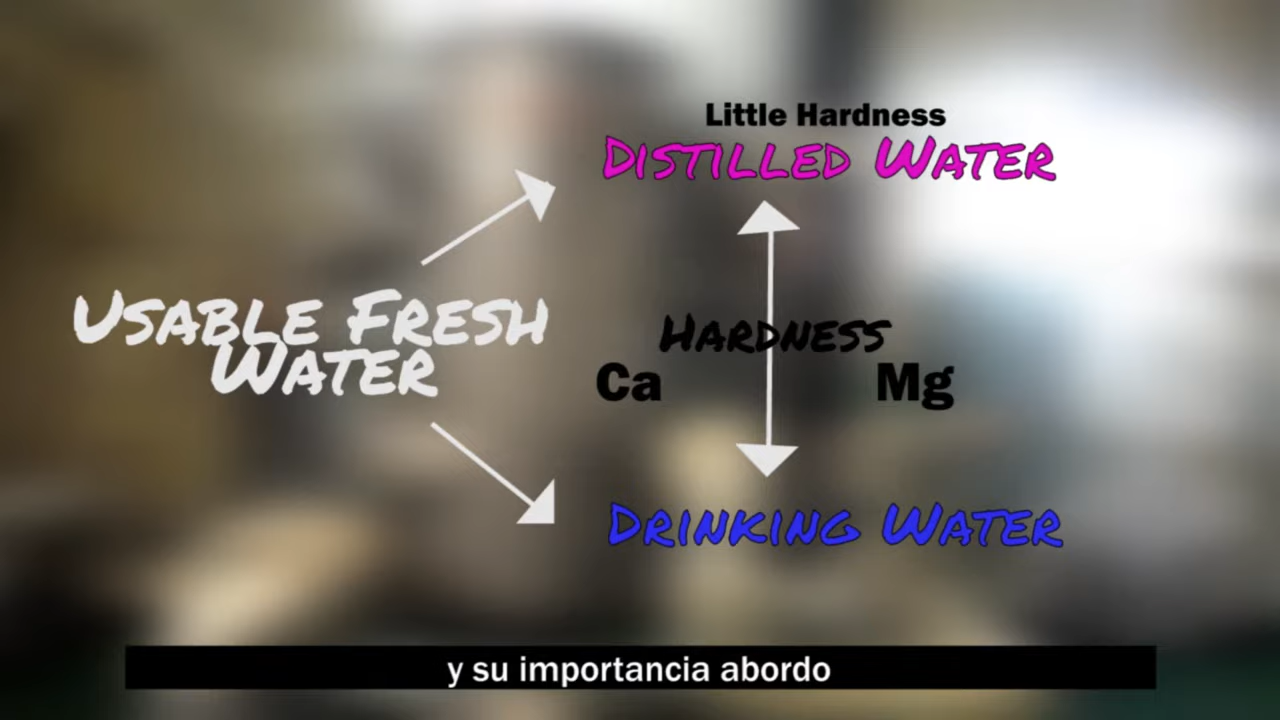 Little Hardness
DISTILLED WATER
USABLE FRESH
WATER
HARDNESS
Ca
Mg
DRINKING WATER
y su importancia abordo